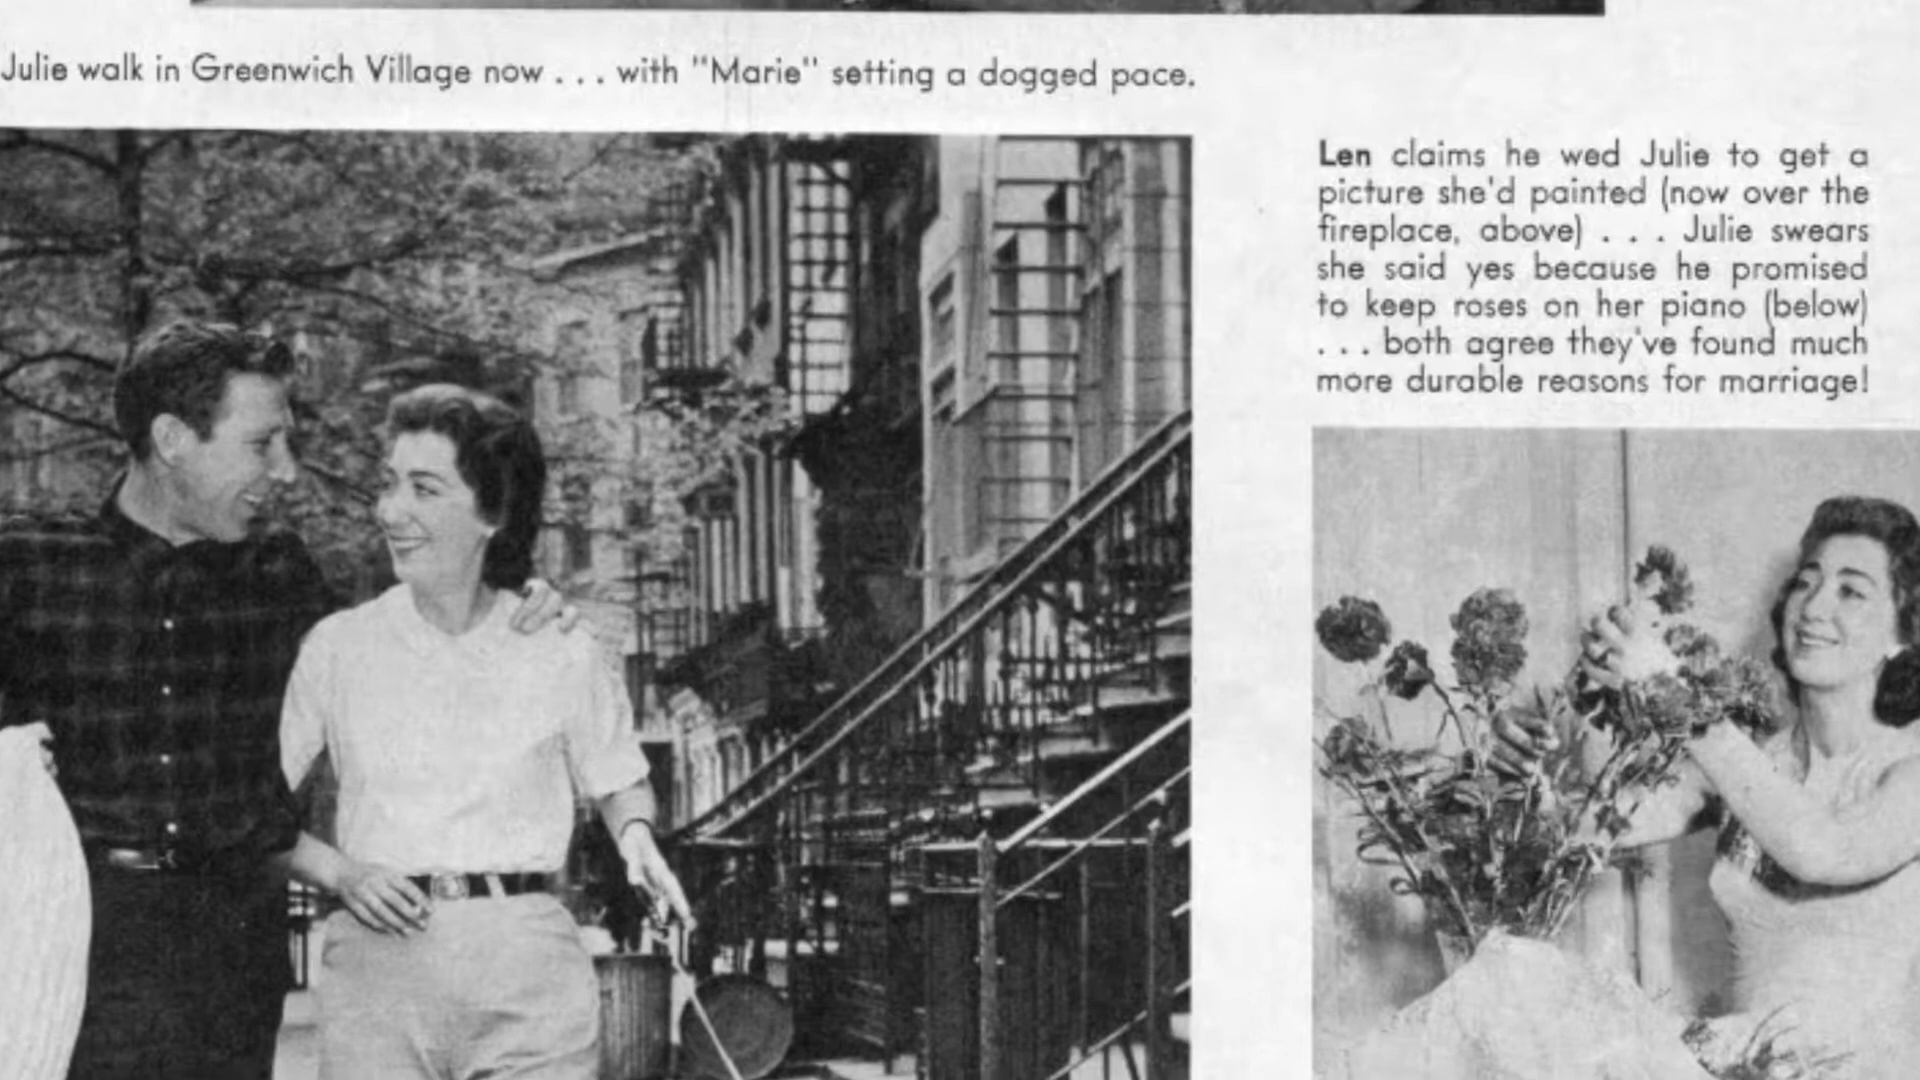 Julie walk in Greenwich Village now . . . with "Marie" setting a dogged pace.
Len claims he wed Julie to get a
picture she'd painted (now over the
fireplace, above) . . . Julie swears
she said yes because he promised
to keep roses on her piano (below)
. . . both agree they've found much
more durable reasons for marriage!